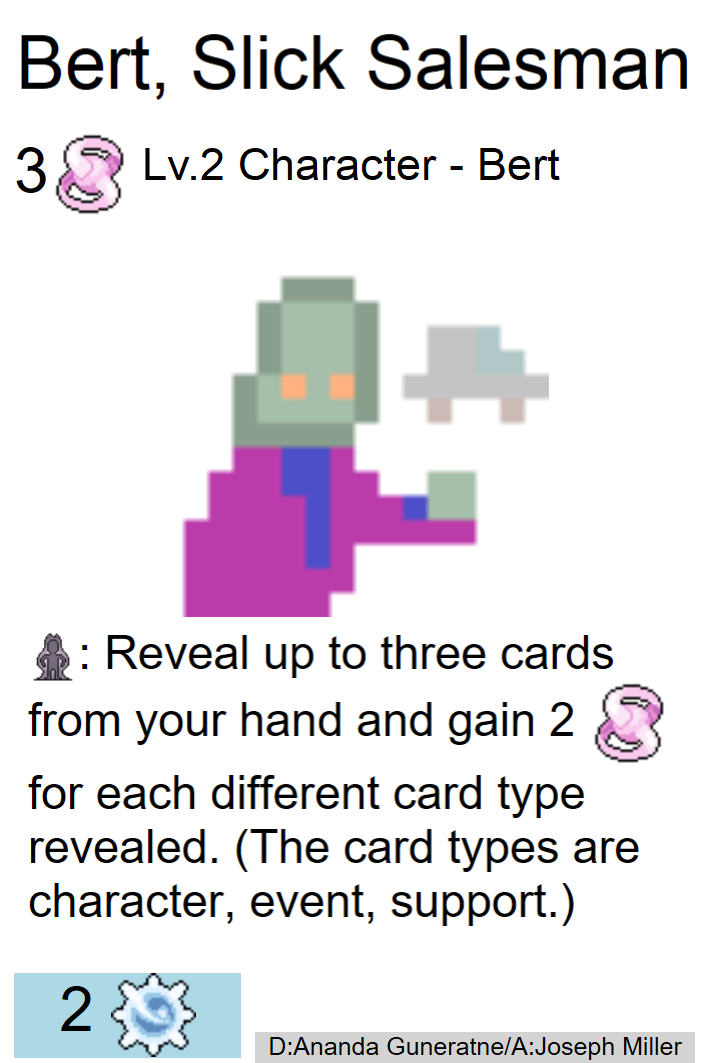 Bert, Slick Salesman
3 Lv.2 Character - Bert
: Reveal up to three cards
from your hand and gain 2
for each different card type
revealed. (The card types are
character, event, support.)
2
D:Ananda Guneratne/A:Joseph Miller